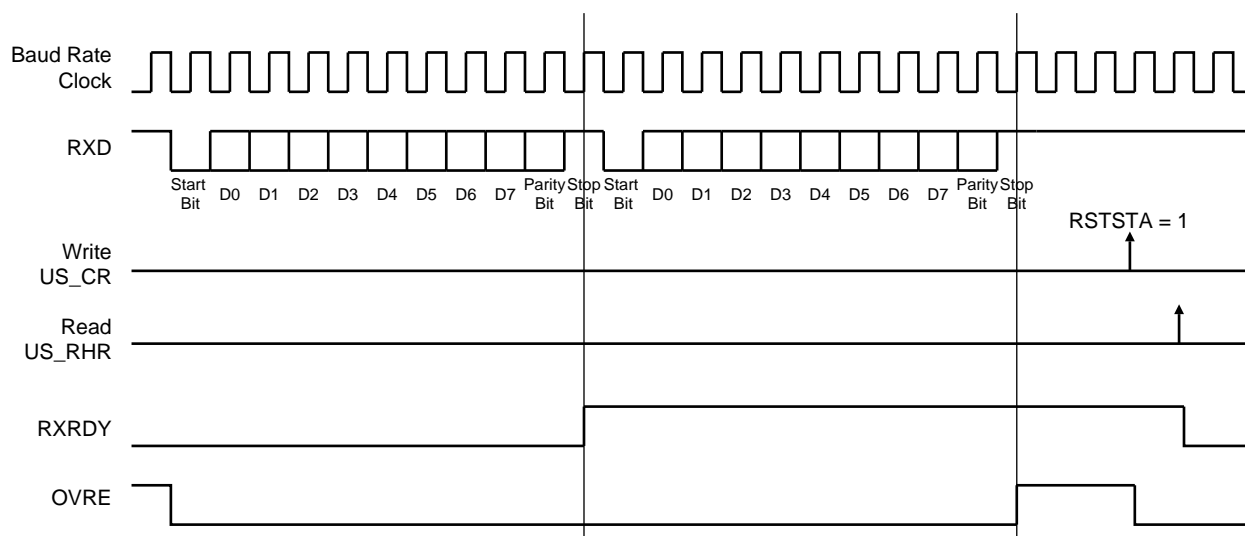 Baud Rate
Clock
RXD
Start
Bit
D0
D1
D2
D3
D4
D5
D6
D7
Parity
Bit
Stop
Bit
Start
Bit
D0
D1
D2
D3
D4
D5
D6
D7
Parity
Bit
Stop
Bit
RSTSTA = 1
Write
US_CR
Read
US_RHR
RXRDY
OVRE